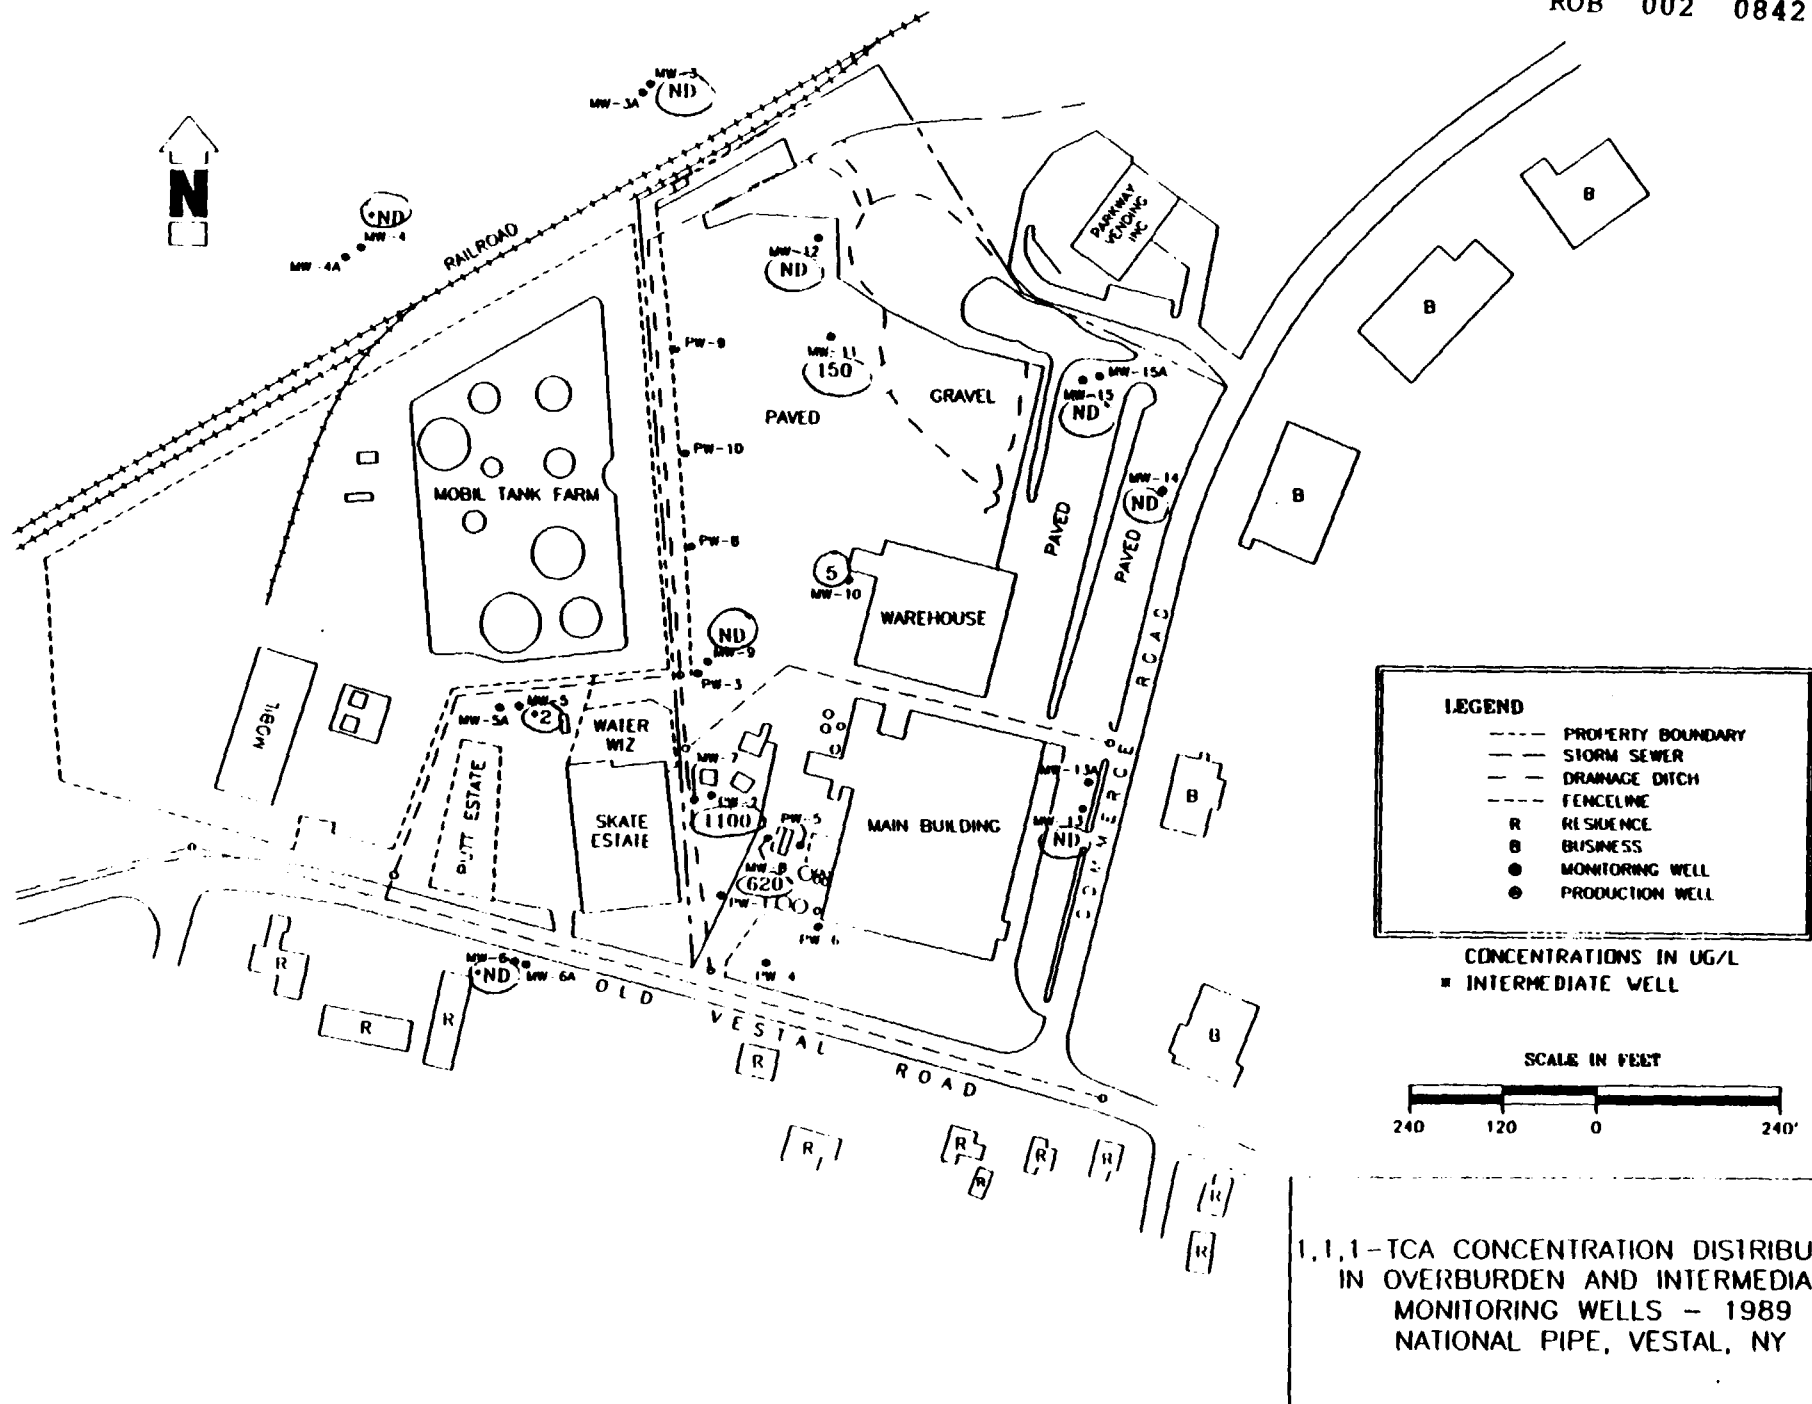 ROB 002 0842
MW-3
ND
MW-3A
N
*ND
MW-4
MW-4A
RAILROAD
PARKWAY
VENDING
INC
B
MW-12
ND
B
PW-9
MW-11
150
MW-15A
MW-15
ND
GRAVEL
PAVED
PW-10
MOBIL TANK FARM
MW-14
ND
B
PAVED
PAVED
PW-8
5
MW-10
WAREHOUSE
ND
MW-9
PW-3
COMMERCE ROAD
MOBIL
MW-5
MW-5A
*2
WATER
WIZ
MW-7
PW-2
1100
PUTT ESTATE
SKATE
ESTATE
PW-5
MW-8
620
PW-1
PW-6
PW-4
MAIN BUILDING
MW-13A
MW-13
ND
B
LEGEND
PROPERTY BOUNDARY
STORM SEWER
DRAINAGE DITCH
FENCELINE
R RESIDENCE
B BUSINESS
MONITORING WELL
PRODUCTION WELL
CONCENTRATIONS IN UG/L
* INTERMEDIATE WELL
MW-6
*ND
MW-6A
R
R
R
OLD VESTAL ROAD
R
B
SCALE IN FEET
240 120 0 240'
R
R
R
R
R
R
R
1,1,1-TCA CONCENTRATION DISTRIBU
IN OVERBURDEN AND INTERMEDIA
MONITORING WELLS - 1989
NATIONAL PIPE, VESTAL, NY